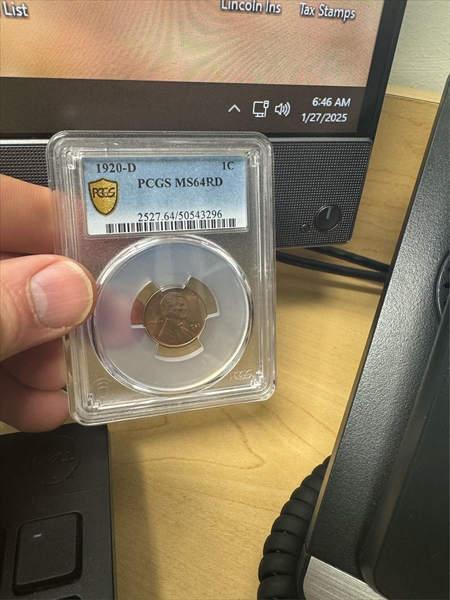 List
Lincoln Ins
Tax Stamps
6:46 AM
1/27/2025
1920-D 1C
PCGS MS64RD
PCGS
2527.64/50543296
PCGS